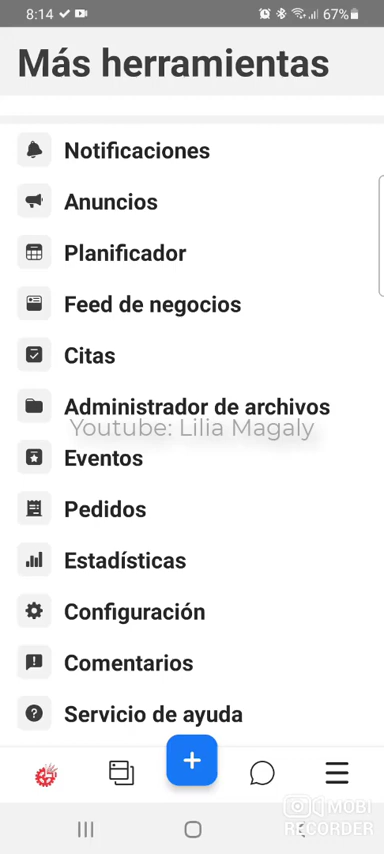 8:14
67%
Más herramientas
Notificaciones
Anuncios
Planificador
Feed de negocios
Citas
Administrador de archivos
Youtube: Lilia Magaly
Eventos
Pedidos
Estadísticas
Configuración
Comentarios
Servicio de ayuda
MOBI
RECORDER